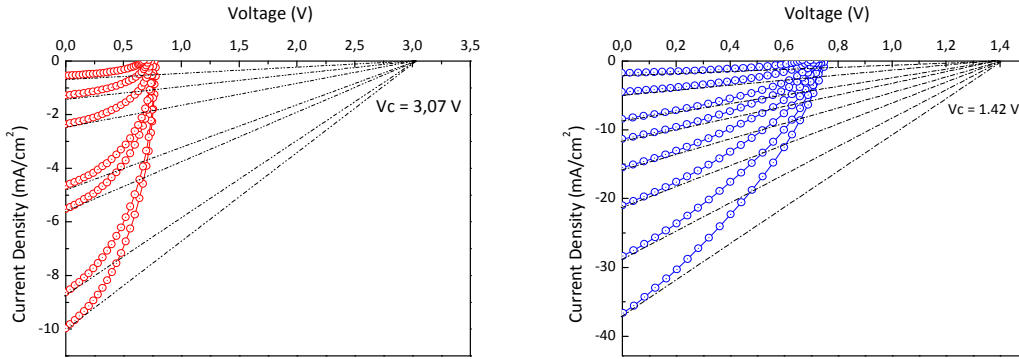 Voltage (V)
0,0 0,5 1,0 1,5 2,0 2,5 3,0 3,5
0
-2
-4
-6
-8
-10
Current Density (mA/cm²)
Vc = 3,07 V
Voltage (V)
0,0 0,2 0,4 0,6 0,8 1,0 1,2 1,4
0
-10
-20
-30
-40
Current Density (mA/cm²)
Vc = 1.42 V